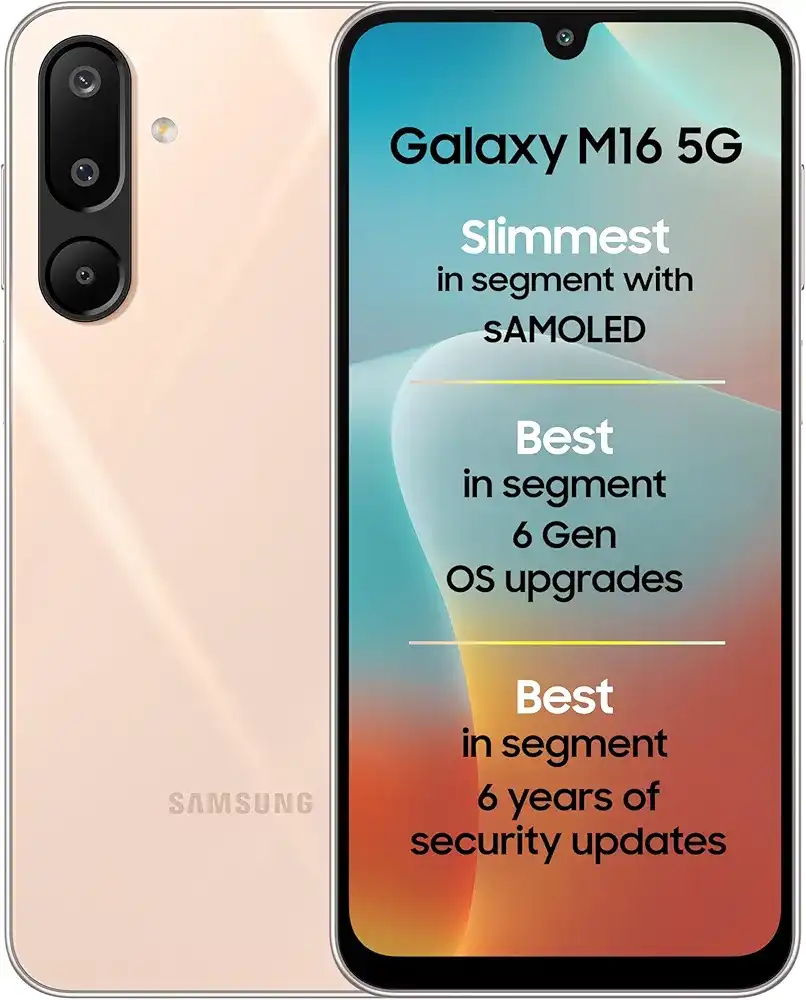 Galaxy M16 5G
Slimmest
in segment with
sAMOLED
Best
in segment
6 Gen
OS upgrades
Best
in segment
6 years of
security updates
SAMSUNG